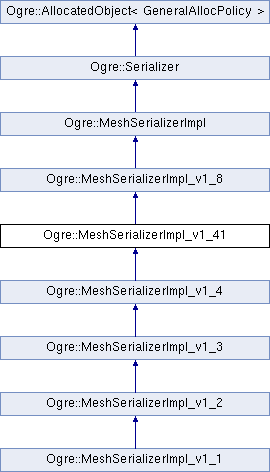 Ogre::AllocatedObject< GeneralAllocPolicy >
Ogre::Serializer
Ogre::MeshSerializerImpl
Ogre::MeshSerializerImpl_v1_8
Ogre::MeshSerializerImpl_v1_41
Ogre::MeshSerializerImpl_v1_4
Ogre::MeshSerializerImpl_v1_3
Ogre::MeshSerializerImpl_v1_2
Ogre::MeshSerializerImpl_v1_1